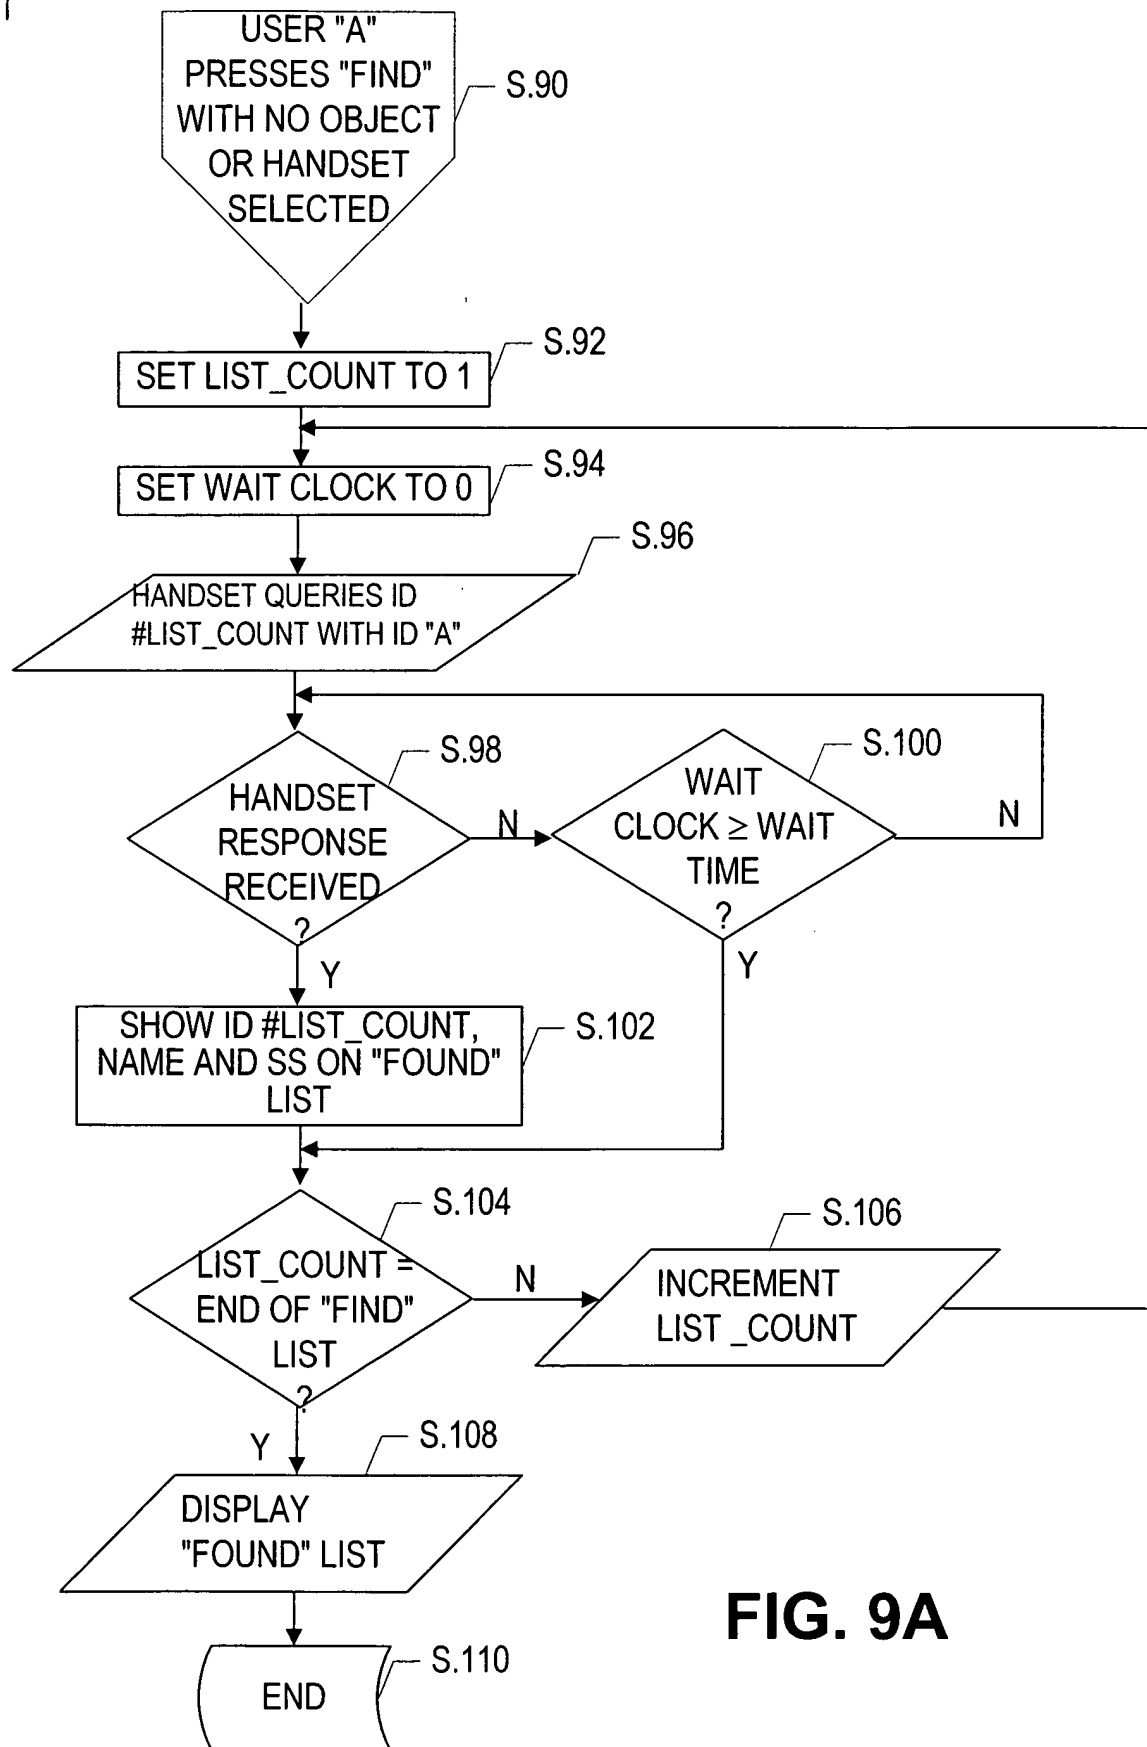 USER "A"
PRESSES "FIND"
WITH NO OBJECT
OR HANDSET
SELECTED
S.90
S.92
SET LIST_COUNT TO 1
S.94
SET WAIT CLOCK TO 0
S.96
HANDSET QUERIES ID
#LIST_COUNT WITH ID "A"
S.98
HANDSET
RESPONSE
RECEIVED
?
N
S.100
WAIT
CLOCK ≥ WAIT
TIME
?
N
Y
Y
S.102
SHOW ID #LIST_COUNT,
NAME AND SS ON "FOUND"
LIST
S.104
LIST_COUNT =
END OF "FIND"
LIST
?
N
S.106
INCREMENT
LIST _COUNT
Y
S.108
DISPLAY
"FOUND" LIST
S.110
END
FIG. 9A